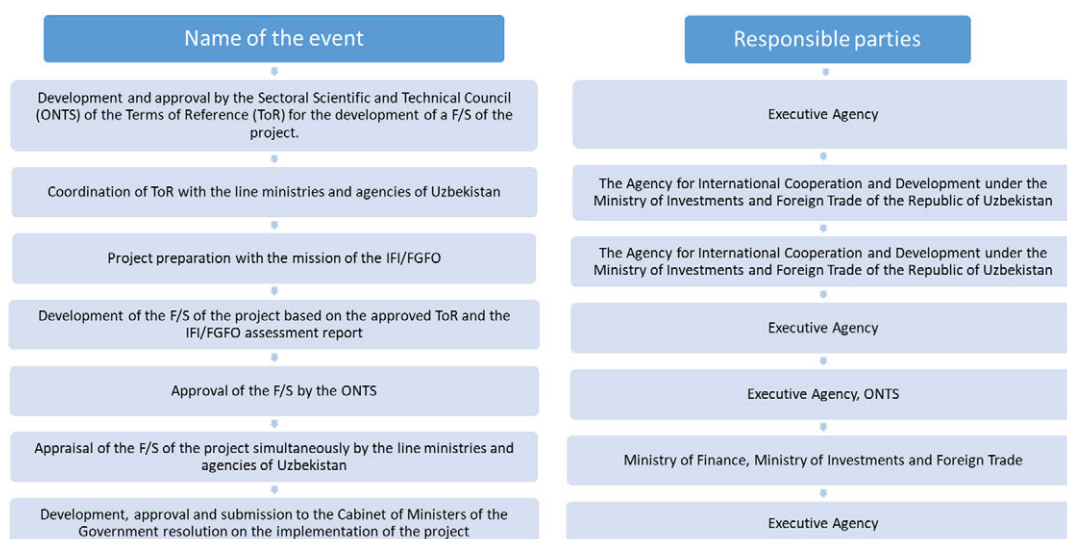 Name of the event
Development and approval by the Sectoral Scientific and Technical Council
(ONTS) of the Terms of Reference (ToR) for the development of a F/S of the
project.
Coordination of ToR with the line ministries and agencies of Uzbekistan
Project preparation with the mission of the IFI/FGFO
Development of the F/S of the project based on the approved ToR and the
IFI/FGFO assessment report
Approval of the F/S by the ONTS
Appraisal of the F/S of the project simultaneously by the line ministries and
agencies of Uzbekistan
Development, approval and submission to the Cabinet of Ministers of the
Government resolution on the implementation of the project
Responsible parties
Executive Agency
The Agency for International Cooperation and Development under the
Ministry of Investments and Foreign Trade of the Republic of Uzbekistan
The Agency for International Cooperation and Development under the
Ministry of Investments and Foreign Trade of the Republic of Uzbekistan
Executive Agency
Executive Agency, ONTS
Ministry of Finance, Ministry of Investments and Foreign Trade
Executive Agency